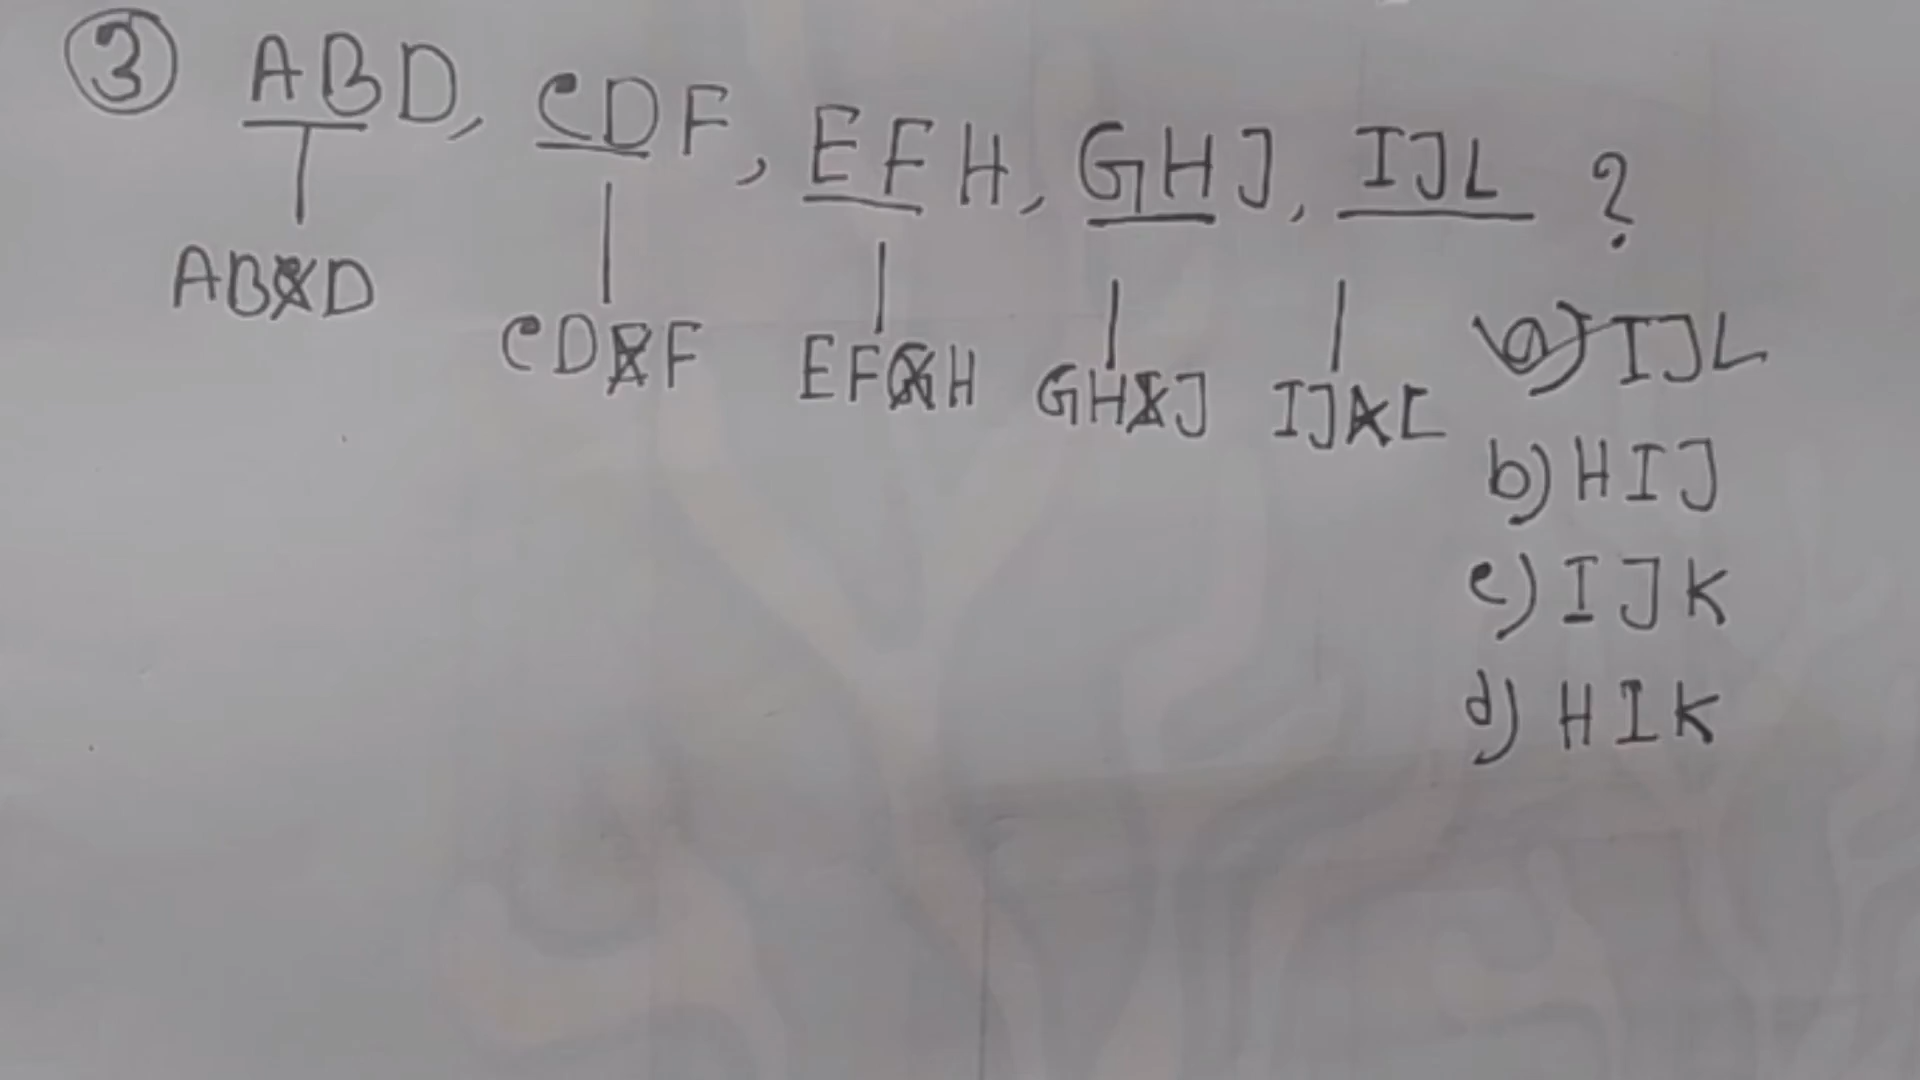 ③ ABD, CDF, EFH, GHJ, IJL ?
ABCD CDEF EFGH GHIJ IJKL
a) IJL
b) HIJ
c) IJK
d) HIK